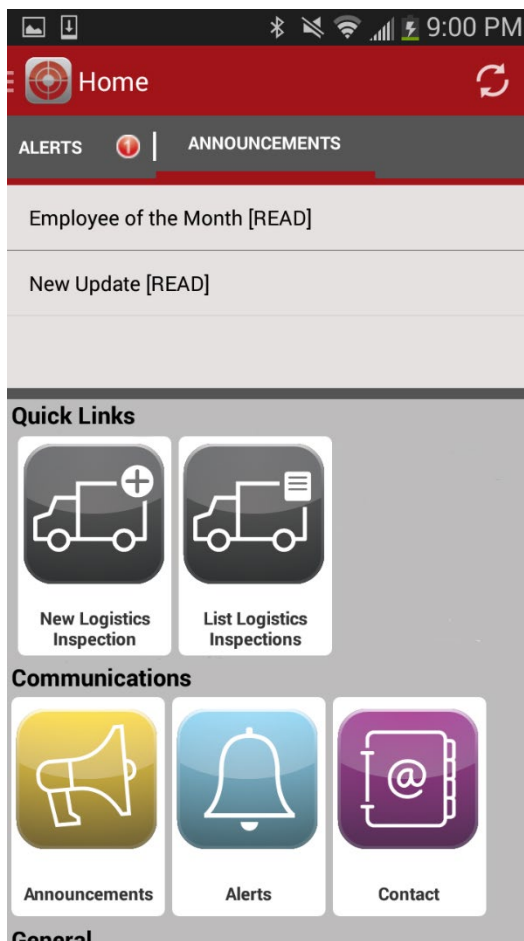 9:00 PM
Home
ALERTS 1 | ANNOUNCEMENTS
Employee of the Month [READ]
New Update [READ]
Quick Links
New Logistics
Inspection
List Logistics
Inspections
Communications
@
Announcements
Alerts
Contact
General